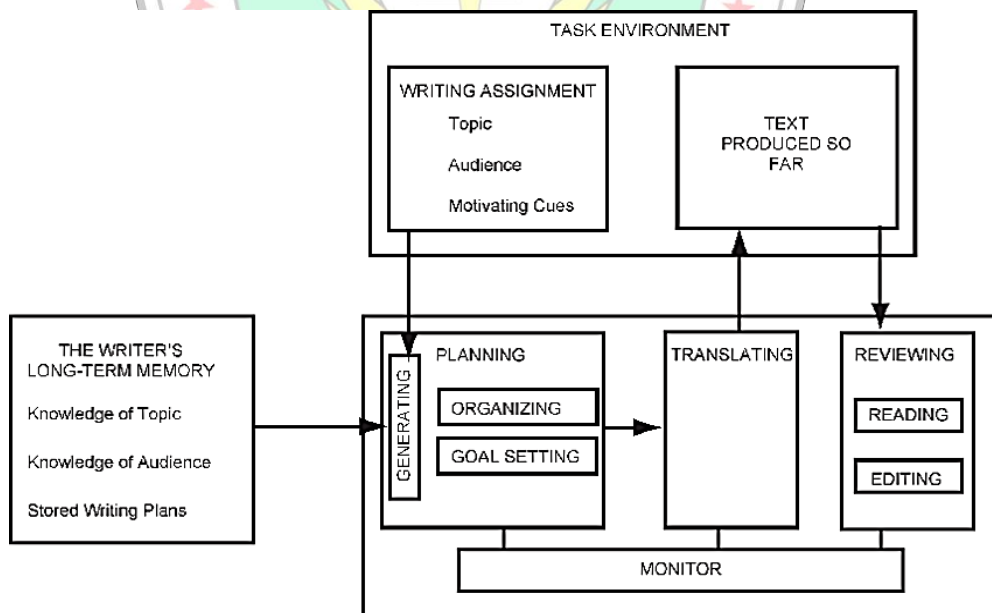 TASK ENVIRONMENT
WRITING ASSIGNMENT
Topic
Audience
Motivating Cues
TEXT
PRODUCED SO
FAR
THE WRITER'S
LONG-TERM MEMORY
Knowledge of Topic
Knowledge of Audience
Stored Writing Plans
PLANNING
GENERATING
ORGANIZING
GOAL SETTING
TRANSLATING
REVIEWING
READING
EDITING
MONITOR